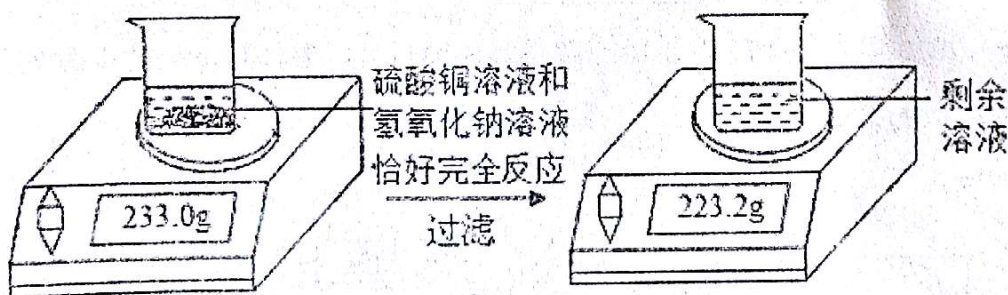 233.0g
硫酸铜溶液和
氢氧化钠溶液
恰好完全反应
过滤
223.2g
剩余
溶液